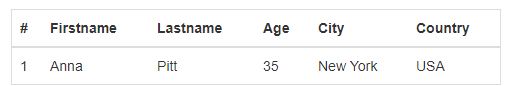 # Firstname Lastname Age City Country
1 Anna Pitt 35 New York USA